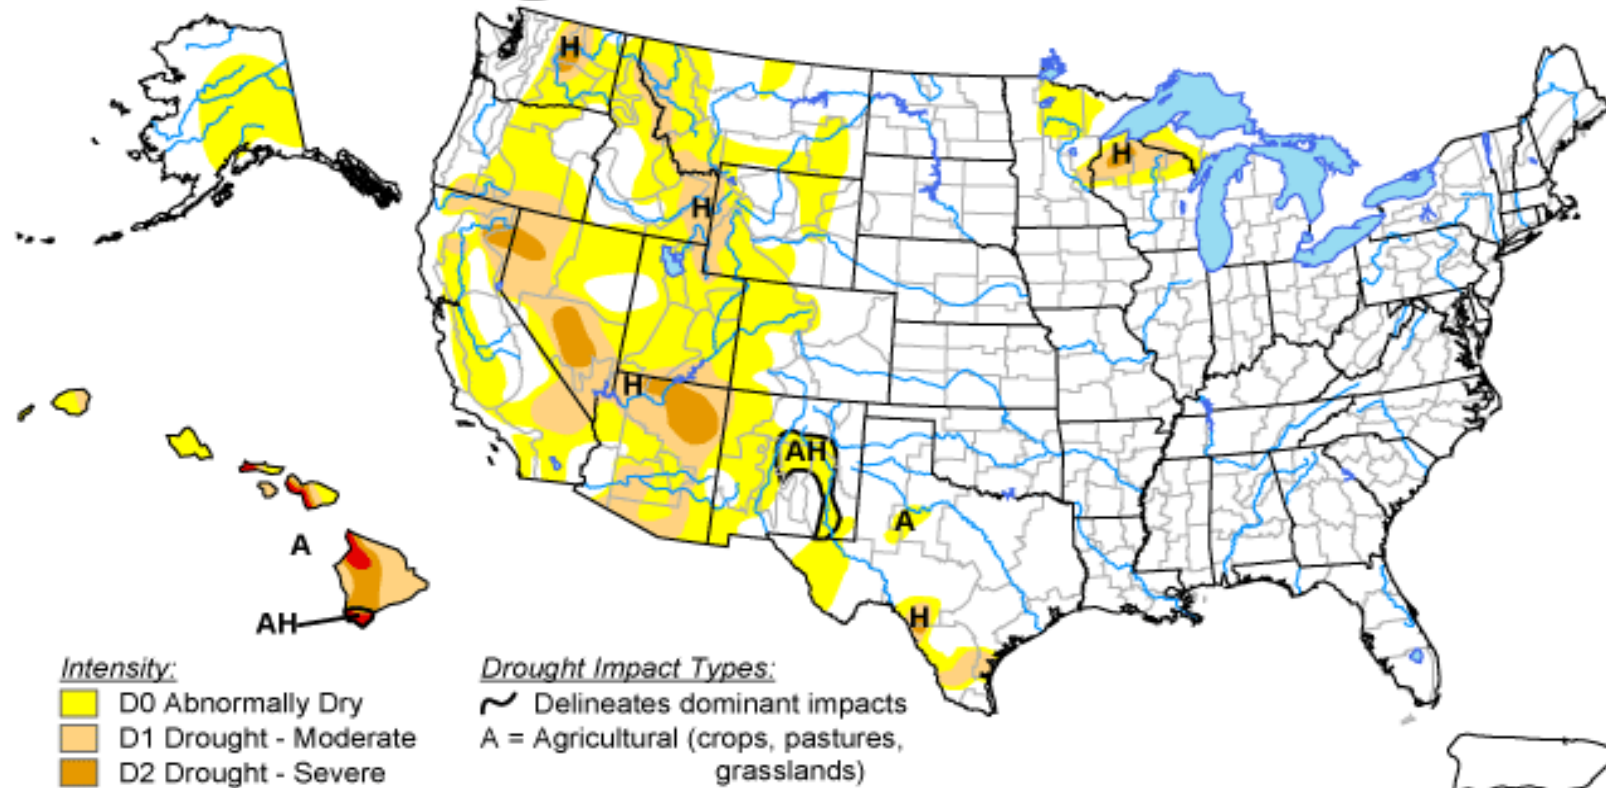 H
H
H
H
AH
A
A
H
AH
Intensity:
D0 Abnormally Dry
D1 Drought - Moderate
D2 Drought - Severe
Drought Impact Types:
Delineates dominant impacts
A = Agricultural (crops, pastures,
grasslands)